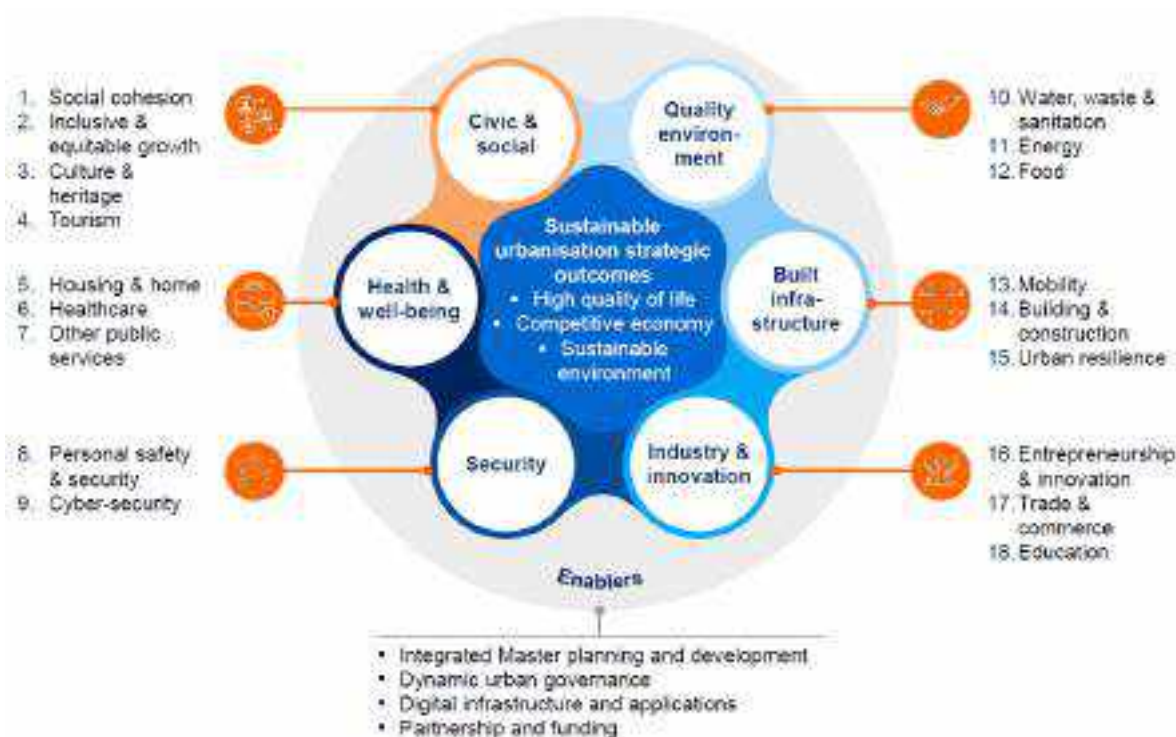 1. Social cohesion
2. Inclusive &
equitable growth
3. Culture &
heritage
4. Tourism
5. Housing & home
6. Healthcare
7. Other public
services
8. Personal safety
& security
9. Cyber-security
Civic &
social
Quality
environ-
ment
Health &
well-being
Sustainable
urbanisation strategic
outcomes
• High quality of life
• Competitive economy
• Sustainable
environment
Built
infra-
structure
Security
Industry &
innovation
Enablers
10. Water, waste &
sanitation
11. Energy
12. Food
13. Mobility
14. Building &
construction
15. Urban resilience
16. Entrepreneurship
& innovation
17. Trade &
commerce
18. Education
• Integrated Master planning and development
• Dynamic urban governance
• Digital infrastructure and applications
• Partnership and funding